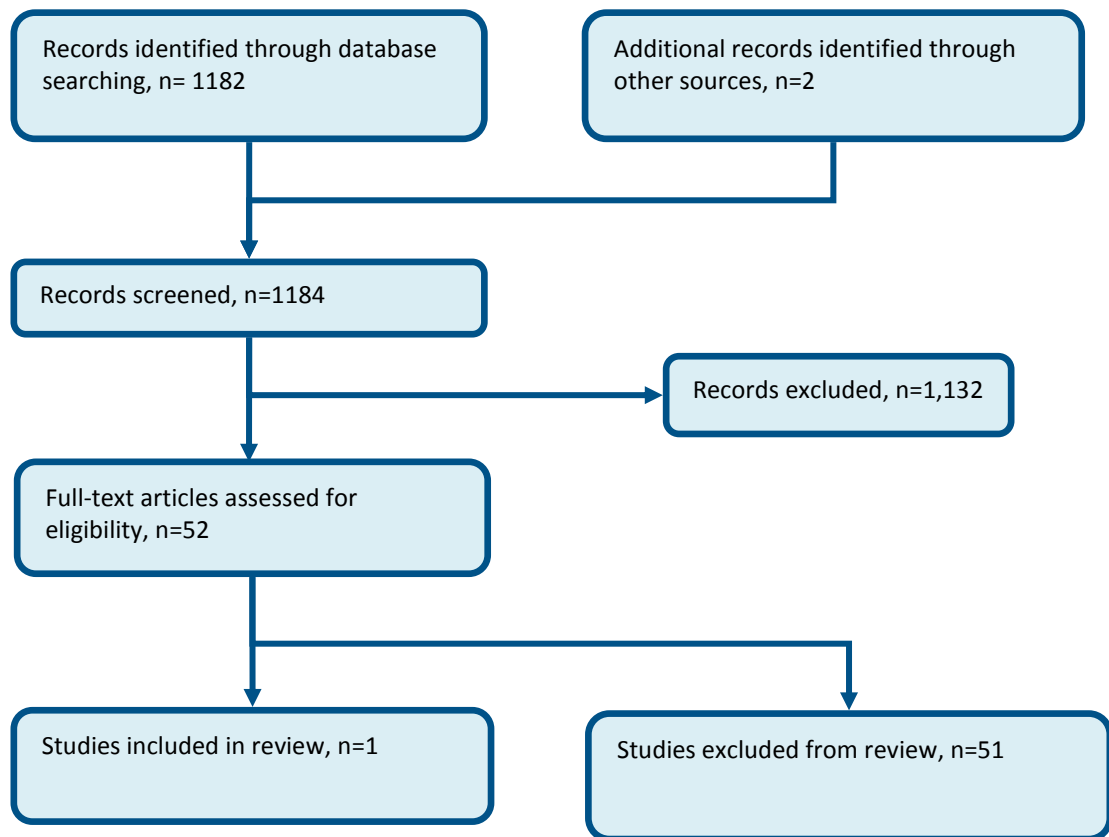 Records identified through database
searching, n= 1182
Additional records identified through
other sources, n=2
Records screened, n=1184
Records excluded, n=1,132
Full-text articles assessed for
eligibility, n=52
Studies included in review, n=1
Studies excluded from review, n=51